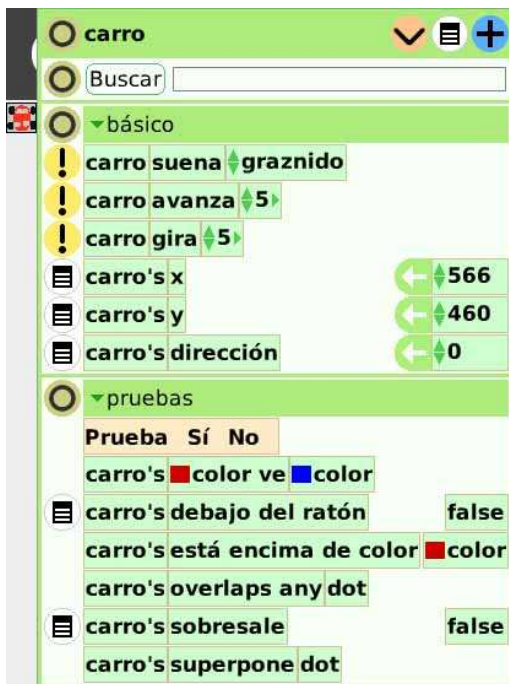 carro
Buscar
básico
carro suena graznido
carro avanza 5
carro gira 5
carro's x 566
carro's y 460
carro's dirección 0
pruebas
Prueba Sí No
carro's color ve color
carro's debajo del ratón false
carro's está encima de color color
carro's overlaps any dot
carro's sobresale false
carro's superpone dot